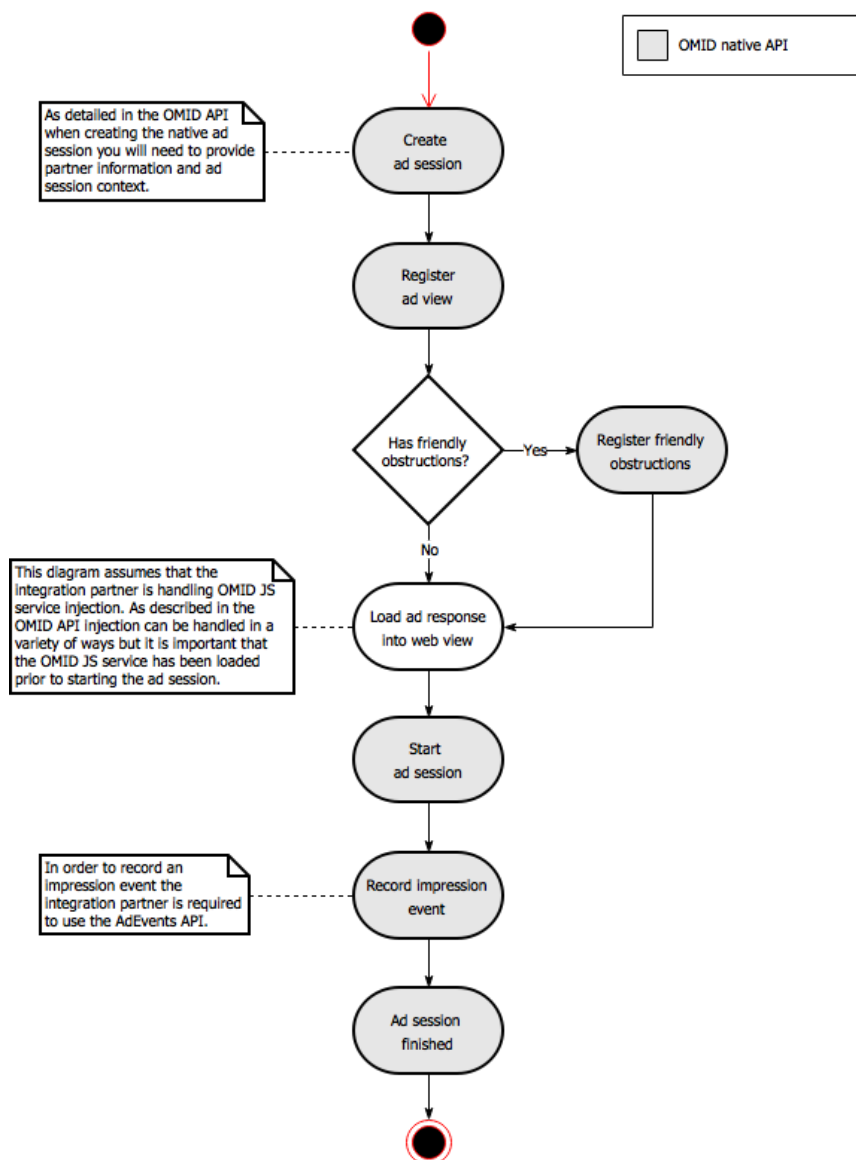 OMID native API
As detailed in the OMID API
when creating the native ad
session you will need to provide
partner information and ad
session context.
Create
ad session
Register
ad view
Has friendly
obstructions?
Yes
Register friendly
obstructions
No
This diagram assumes that the
integration partner is handling OMID JS
service injection. As described in the
OMID API injection can be handled in a
variety of ways but it is important that
the OMID JS service has been loaded
prior to starting the ad session.
Load ad response
into web view
Start
ad session
In order to record an
impression event the
integration partner is required
to use the AdEvents API.
Record impression
event
Ad session
finished